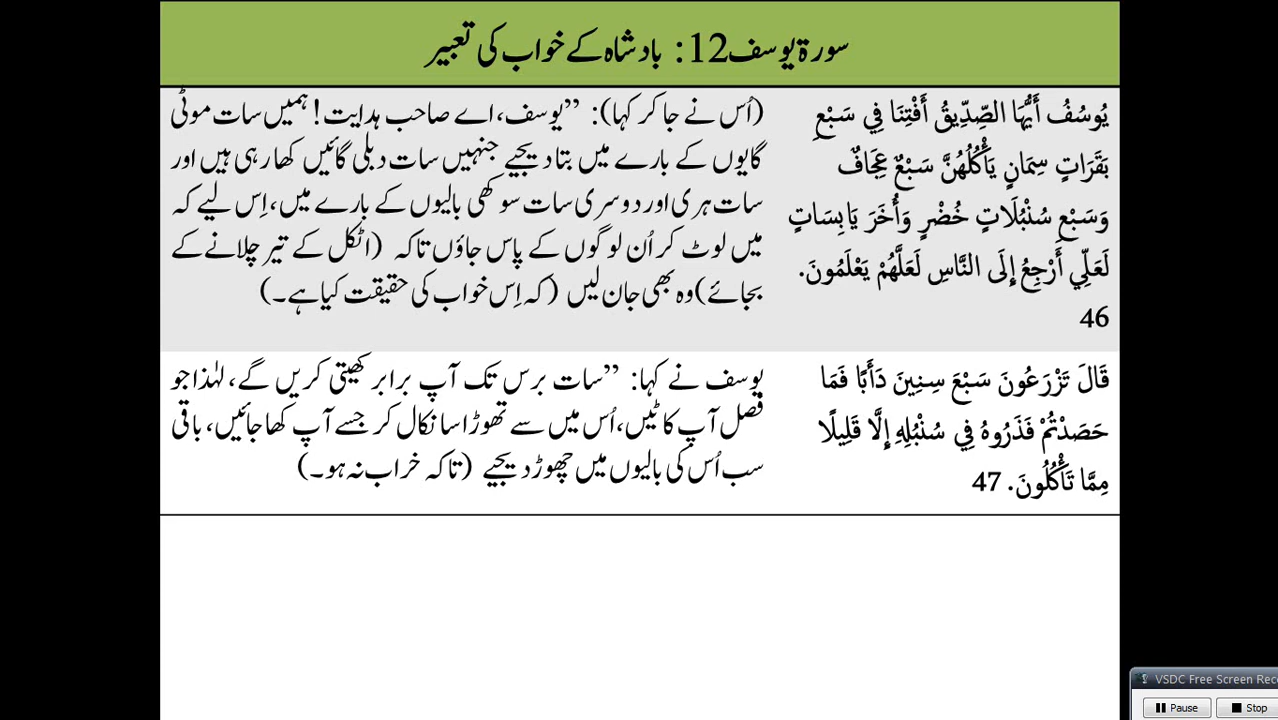 سورۃ یوسف 12: بادشاہ کے خواب کی تعبیر
يُوسُفُ أَيُّهَا الصِّدِّيقُ أَفْتِنَا فِي سَبْعِ
بَقَرَاتٍ سِمَانٍ يَأْكُلُهُنَّ سَبْعٌ عِجَافٌ
وَسَبْعِ سُنْبُلَاتٍ خُضْرٍ وَأُخَرَ يَابِسَاتٍ
لَعَلِّي أَرْجِعُ إِلَى النَّاسِ لَعَلَّهُمْ يَعْلَمُونَ.
46
(اُس نے جا کر کہا): ’’یوسف، اے صاحب ہدایت! ہمیں سات موٹی
گایوں کے بارے میں بتا دیجیے جنہیں سات دبلی گائیں کھا رہی ہیں اور
سات ہری اور دوسری سات سوکھی بالیوں کے بارے میں، اِس لیے کہ
میں لوٹ کر اُن لوگوں کے پاس جاؤں تاکہ (اٹکل کے تیر چلانے کے
بجائے) وہ بھی جان لیں (کہ اِس خواب کی حقیقت کیا ہے۔)
قَالَ تَزْرَعُونَ سَبْعَ سِنِينَ دَأَبًا فَمَا
حَصَدْتُمْ فَذَرُوهُ فِي سُنْبُلِهِ إِلَّا قَلِيلًا
مِمَّا تَأْكُلُونَ. 47
یوسف نے کہا: ’’سات برس تک آپ برابر کھیتی کریں گے، لہٰذا جو
فصل آپ کاٹیں، اُس میں سے تھوڑا سا نکال کر جسے آپ کھا جائیں، باقی
سب اُس کی بالیوں میں چھوڑ دیجیے (تاکہ خراب نہ ہو۔)
VSDC Free Screen Rec
Pause Stop